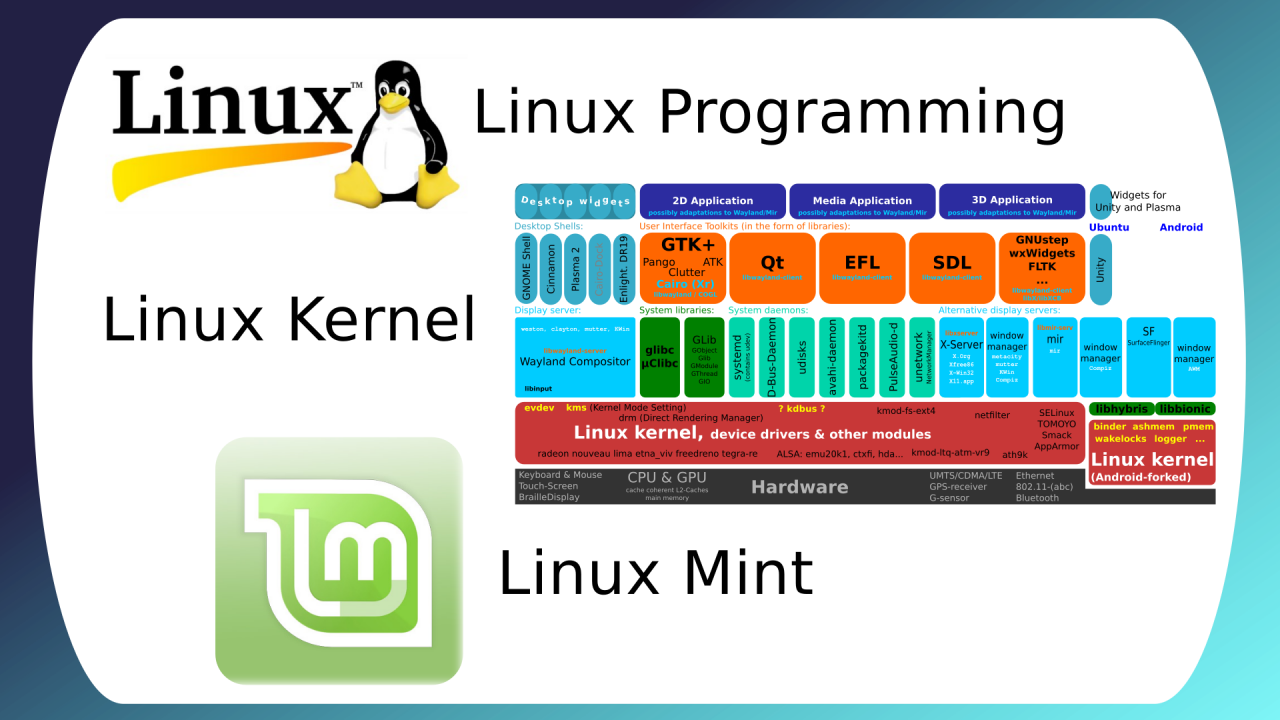 Linux™
Linux Programming
Desktop widgets
2D Application
possibly adaptations to Wayland/Mir
Media Application
possibly adaptations to Wayland/Mir
3D Application
possibly adaptations to Wayland/Mir
Widgets for
Unity and Plasma
Desktop Shells:
User Interface Toolkits (in the form of libraries):
Ubuntu
Android
GNOME Shell
Cinnamon
Plasma 2
Enlight. DR19
GTK+
Pango ATK
Clutter
Cairo (Xr)
Qt
EFL
SDL
GNUstep
wxWidgets
FLTK
...
Unity
Linux Kernel
Display server:
System libraries:
System daemons:
Alternative display servers:
weston, clayton, mutter, KWin
Wayland Compositor
libinput
glibc
µClibc
GLib
GObject,
Glib
GModule
GThread
GIO
systemd
(contains udev)
D-Bus-Daemon
udisks
avahi-daemon
packagekitd
PulseAudio-d
unetwork
NetworkManager
X-Server
X.Org
XFree86
X-Win32
X11.app
window
manager
metacity
mutter
KWin
Compiz
mir
mir
window
manager
Compiz
SF
SurfaceFlinger
window
manager
AWM
evdev kms (Kernel Mode Setting)
drm (Direct Rendering Manager)
? kdbus ?
kmod-fs-ext4
netfilter
SELinux
TOMOYO
Smack
AppArmor
Linux kernel, device drivers & other modules
radeon nouveau lima etna_viv freedreno tegra-re
ALSA: emu20k1, ctxfi, hda...
kmod-ltq-atm-vr9
ath9k
libhybris
libbionic
binder ashmem pmem
wakelocks logger ...
Linux kernel
(Android-forked)
Keyboard & Mouse
Touch-Screen
BrailleDisplay
CPU & GPU
cache coherent L2-Caches
main memory
Hardware
UMTS/CDMA/LTE
GPS-receiver
G-sensor
Ethernet
802.11-(abc)
Bluetooth
Linux Mint